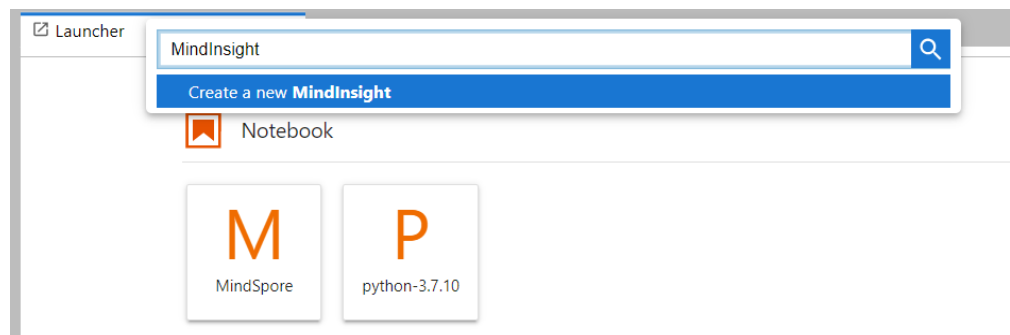 Launcher
MindInsight
Create a new MindInsight
Notebook
M
P
MindSpore
python-3.7.10